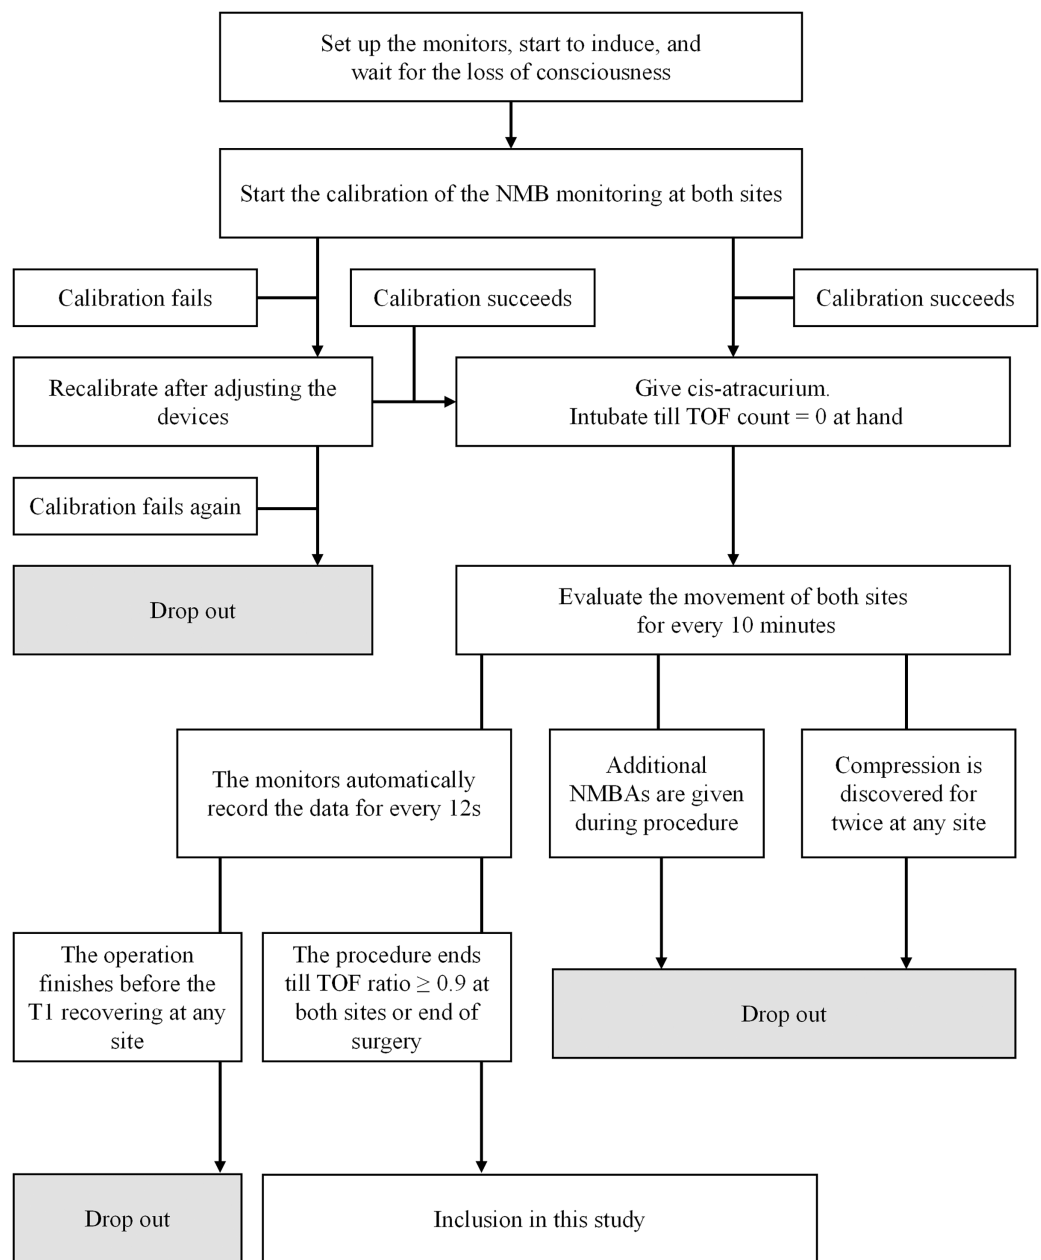 Set up the monitors, start to induce, and
wait for the loss of consciousness
Start the calibration of the NMB monitoring at both sites
Calibration fails
Calibration succeeds
Calibration succeeds
Recalibrate after adjusting the
devices
Give cis-atracurium.
Intubate till TOF count = 0 at hand
Calibration fails again
Drop out
Evaluate the movement of both sites
for every 10 minutes
The monitors automatically
record the data for every 12s
Additional
NMBAs are given
during procedure
Compression is
discovered for
twice at any site
The operation
finishes before the
T1 recovering at any
site
The procedure ends
till TOF ratio ≥ 0.9 at
both sites or end of
surgery
Drop out
Drop out
Inclusion in this study